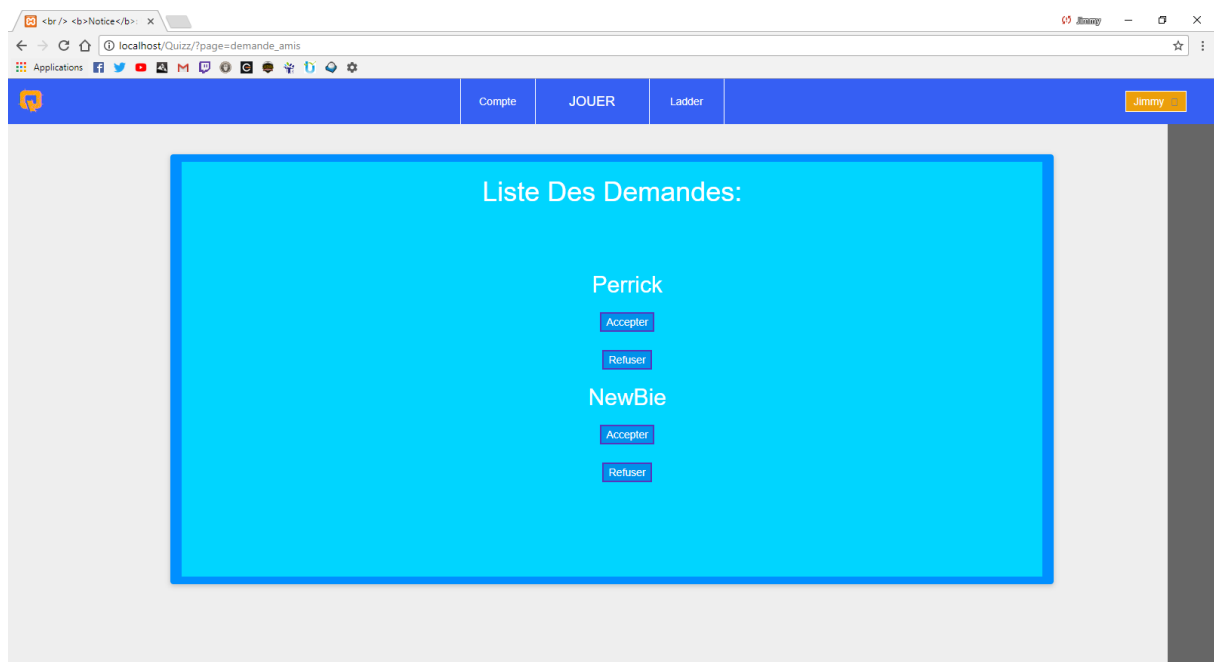 <br /> <b>Notice</b>:
Jimmy
localhost/Quizz/?page=demande_amis
Applications
Compte
JOUER
Ladder
Jimmy
Liste Des Demandes:
Perrick
Accepter
Refuser
NewBie
Accepter
Refuser